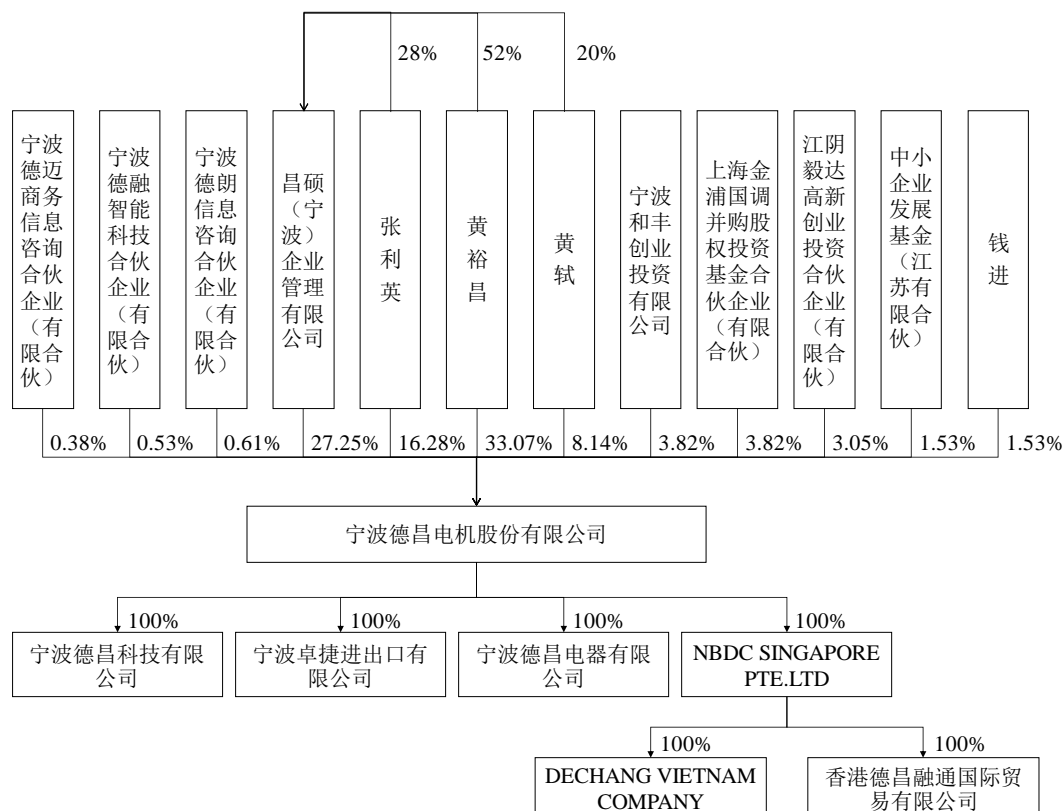 28% 52% 20%
宁波
德迈
商务
信息
咨询
合伙
企业
（有
限合
伙）
宁波
德融
智能
科技
合伙
企业
（有
限合
伙）
宁波
德朗
信息
咨询
合伙
企业
（有
限合
伙）
昌硕
（宁
波）
企业
管理
有限
公司
张
利
英
黄
裕
昌
黄
轼
宁波
和丰
创业
投资
有限
公司
上海金
浦国调
并购股
权投资
基金合
伙企业
（有限
合伙）
江阴
毅达
高新
创业
投资
合伙
企业
（有
限合
伙）
中小
企业
发展
基金
（江
苏有
限合
伙）
钱
进
0.38% 0.53% 0.61% 27.25% 16.28% 33.07% 8.14% 3.82% 3.82% 3.05% 1.53% 1.53%
宁波德昌电机股份有限公司
100% 100% 100% 100%
宁波德昌科技有限
公司
宁波卓捷进出口有
限公司
宁波德昌电器有限
公司
NBDC SINGAPORE
PTE.LTD
100% 100%
DECHANG VIETNAM
COMPANY
香港德昌融通国际贸
易有限公司